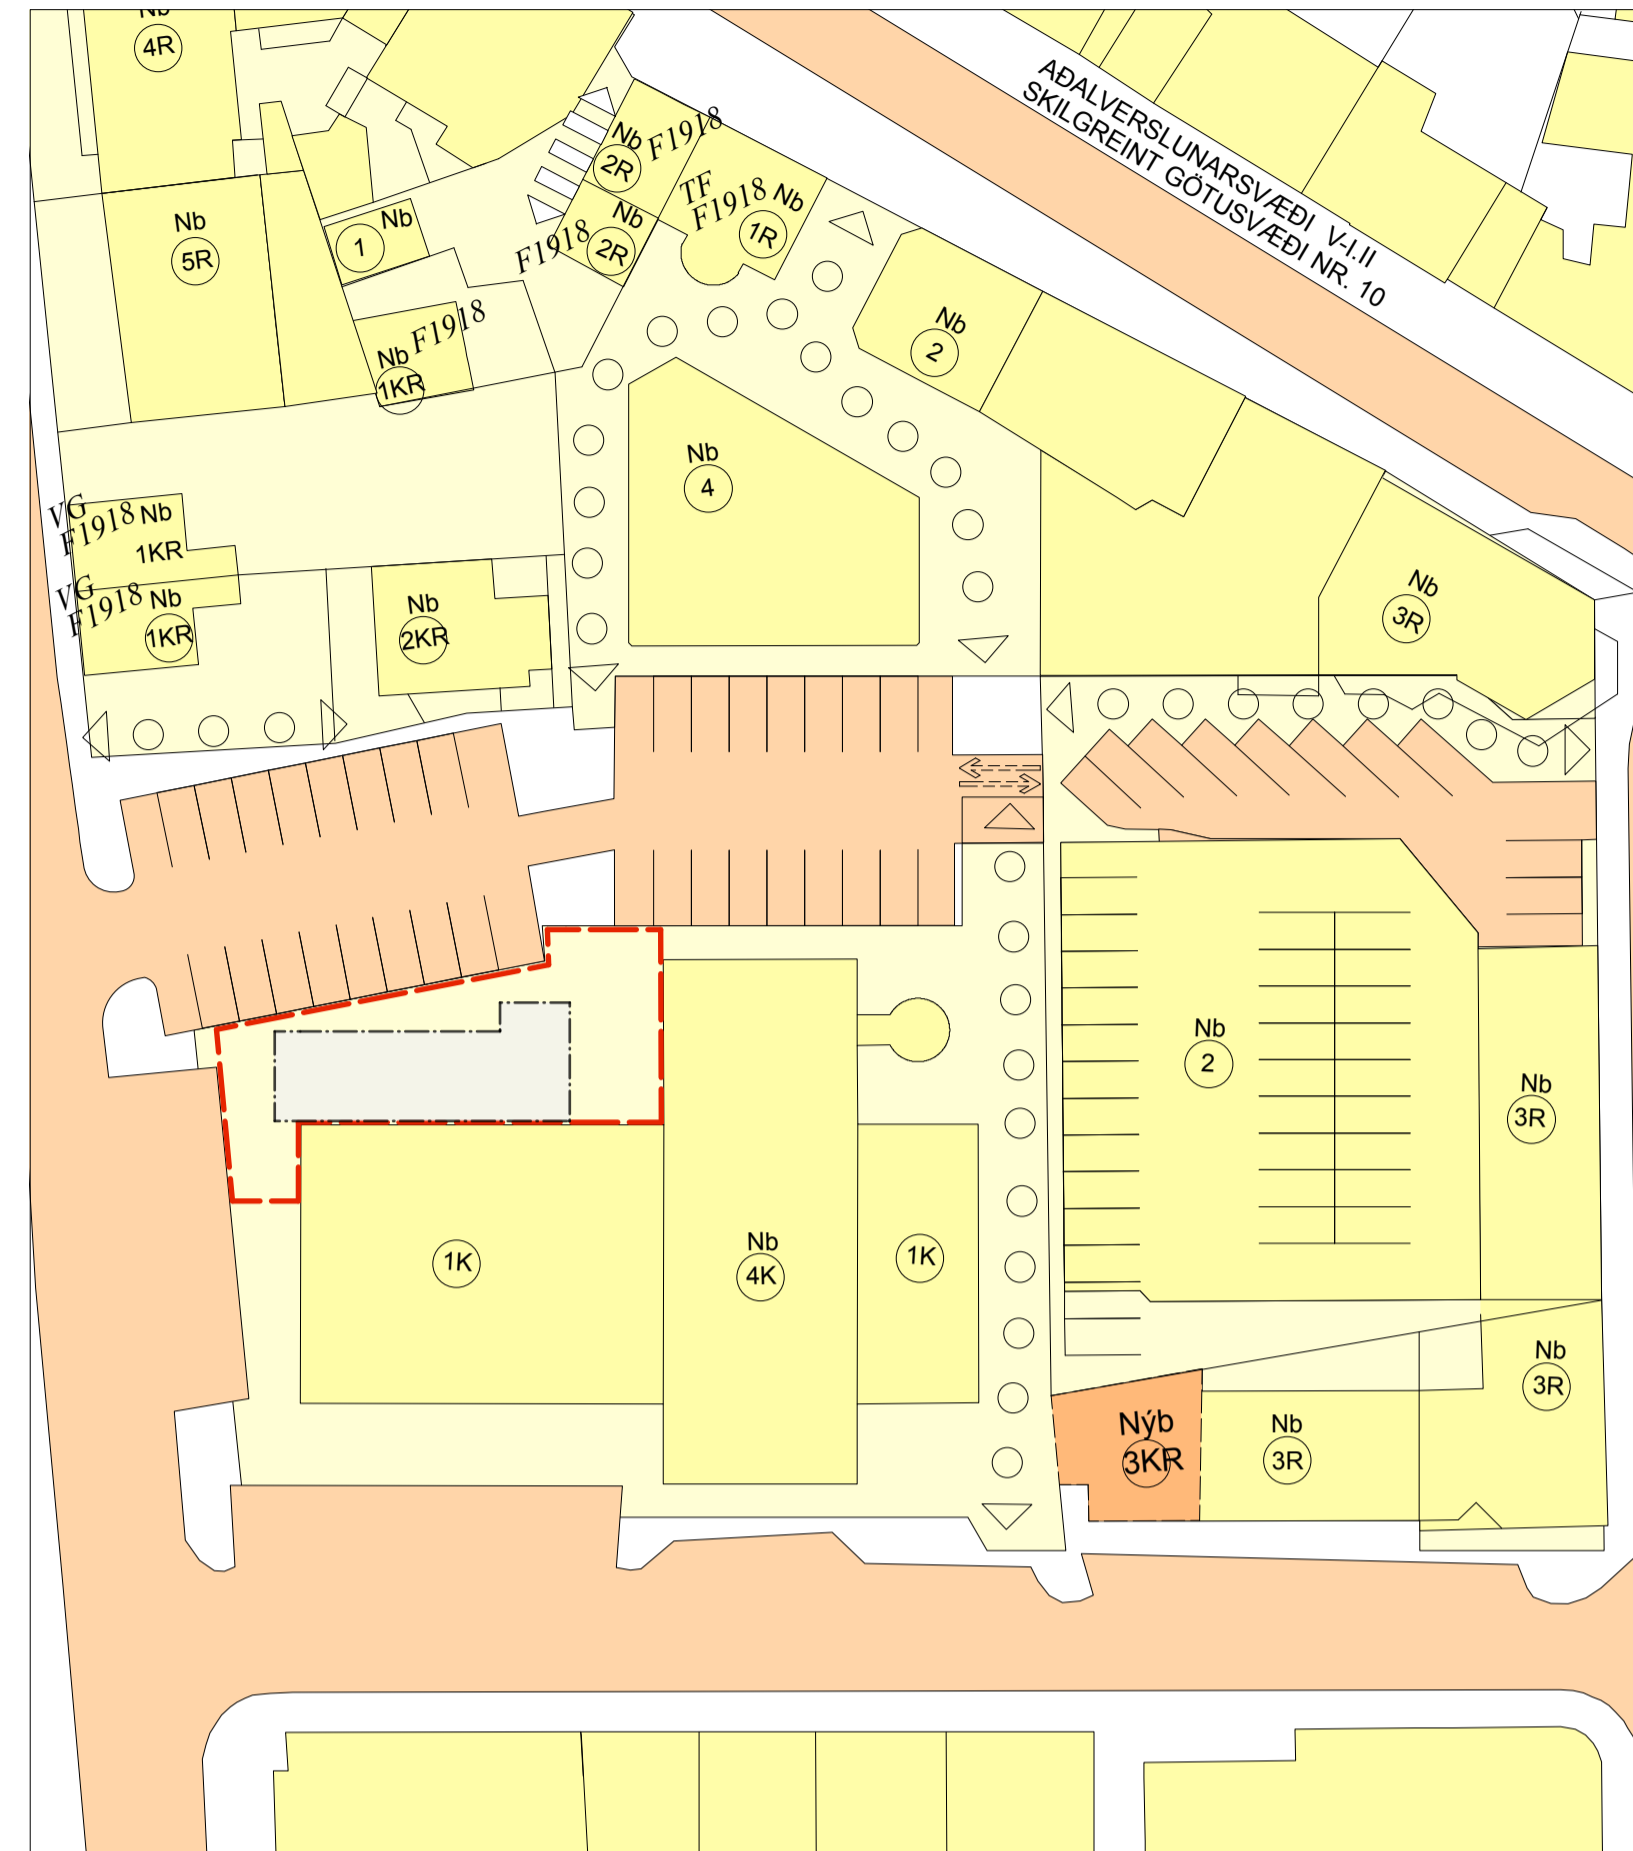 Nb
4R
AÐALVERSLUNARSVÆÐI V-I.II
SKILGREINT GÖTUSVÆÐI NR. 10
Nb
2R
F1918
TF
F1918
Nb
1R
Nb
2R
F1918
Nb
5R
Nb
1
F1918
Nb
1KR
Nb
2
Nb
4
VG
F1918
Nb
1KR
VG
F1918
Nb
1KR
Nb
2KR
Nb
3R
Nb
2
Nb
3R
1K
Nb
4K
1K
Nb
3R
Nýb
3KR
Nb
3R